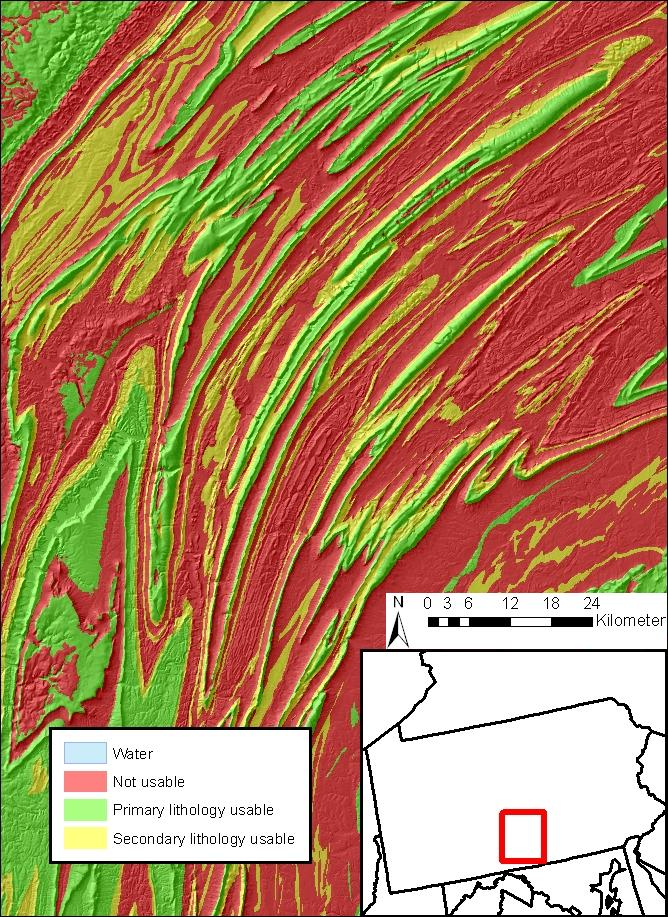 N 0 3 6 12 18 24
Kilometer
Water
Not usable
Primary lithology usable
Secondary lithology usable